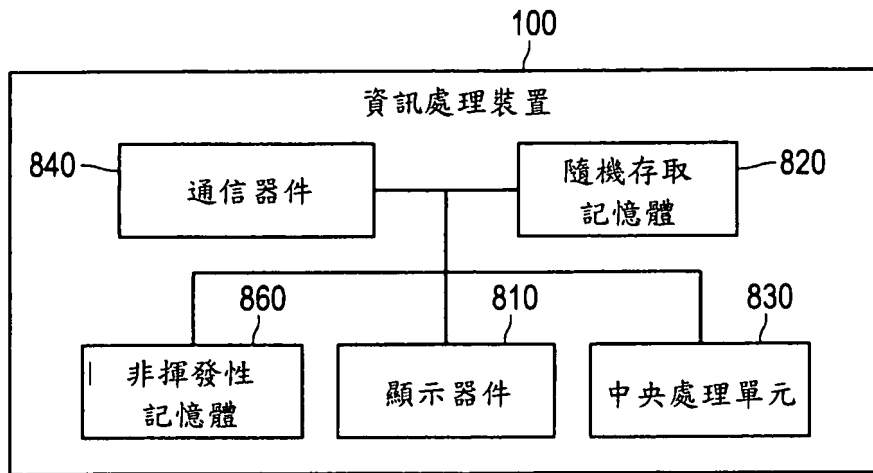 100
資訊處理裝置
840
通信器件
隨機存取
記憶體
820
860
非揮發性
記憶體
810
顯示器件
830
中央處理單元